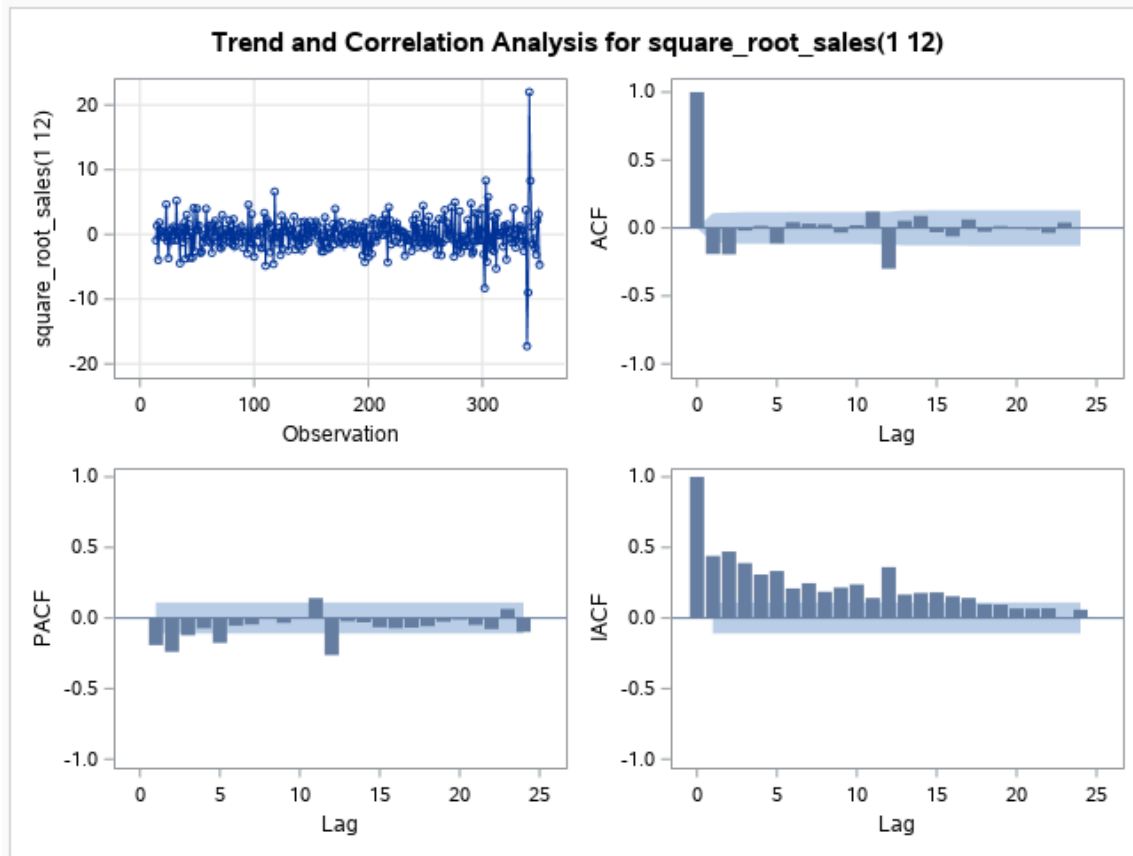 Trend and Correlation Analysis for square_root_sales(1 12)
square_root_sales(1 12)
20
10
0
-10
-20
0 100 200 300
Observation
ACF
1.0
0.5
0.0
-0.5
-1.0
0 5 10 15 20 25
Lag
PACF
1.0
0.5
0.0
-0.5
-1.0
0 5 10 15 20 25
Lag
IACF
1.0
0.5
0.0
-0.5
-1.0
0 5 10 15 20 25
Lag